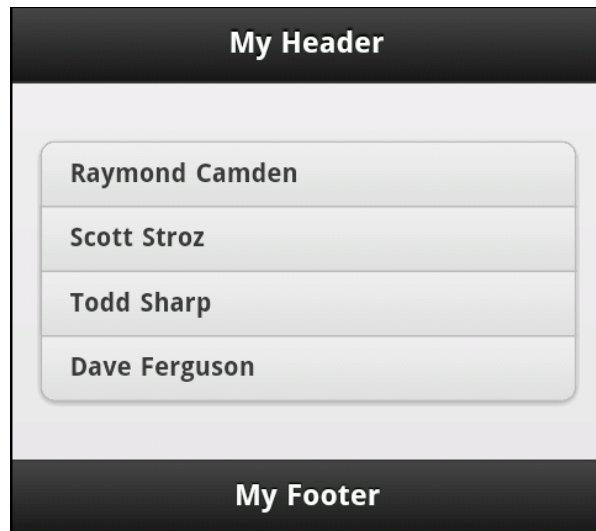 My Header
Raymond Camden
Scott Stroz
Todd Sharp
Dave Ferguson
My Footer